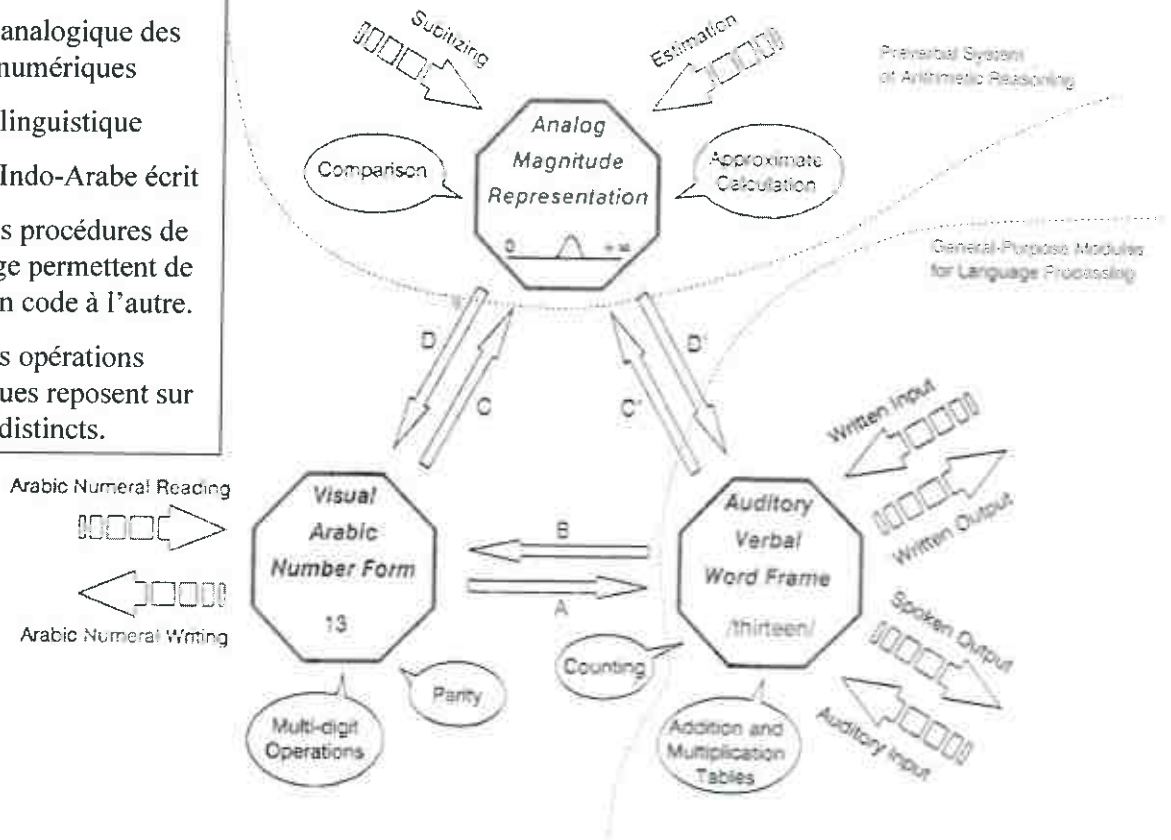 analogique des
numériques
linguistique
Indo-Arabe écrit
s procédures de
ge permettent de
n code à l'autre.
s opérations
ues reposent sur
distincts.
Subitizing
Estimation
Preverbal System
of Arithmetic Reasoning
Analog
Magnitude
Representation
0 + ∞
Comparison
Approximate
Calculation
General-Purpose Modules
for Language Processing
D
C
C'
D'
Arabic Numeral Reading
Arabic Numeral Writing
Visual
Arabic
Number Form
13
B
A
Auditory
Verbal
Word Frame
/thirteen/
Written Input
Written Output
Spoken Output
Auditory Input
Counting
Parity
Multi-digit
Operations
Addition and
Multiplication
Tables